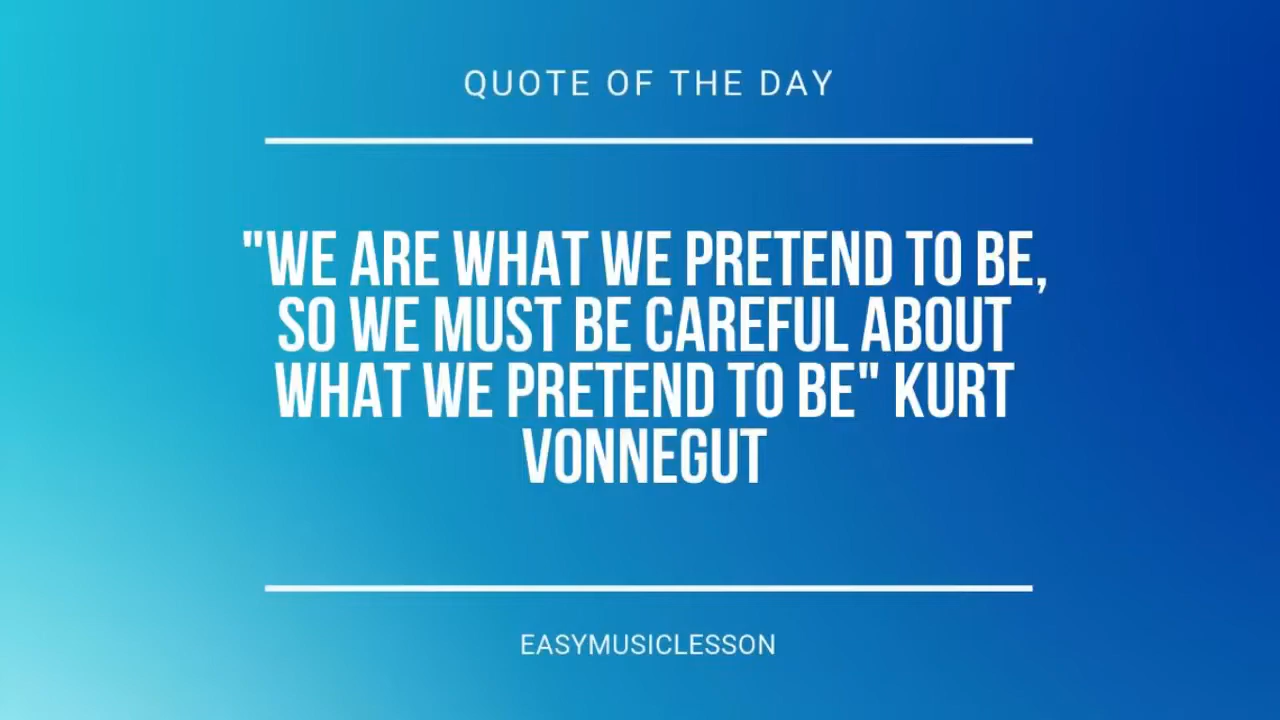 QUOTE OF THE DAY
"WE ARE WHAT WE PRETEND TO BE,
SO WE MUST BE CAREFUL ABOUT
WHAT WE PRETEND TO BE" KURT
VONNEGUT
EASYMUSICLESSON